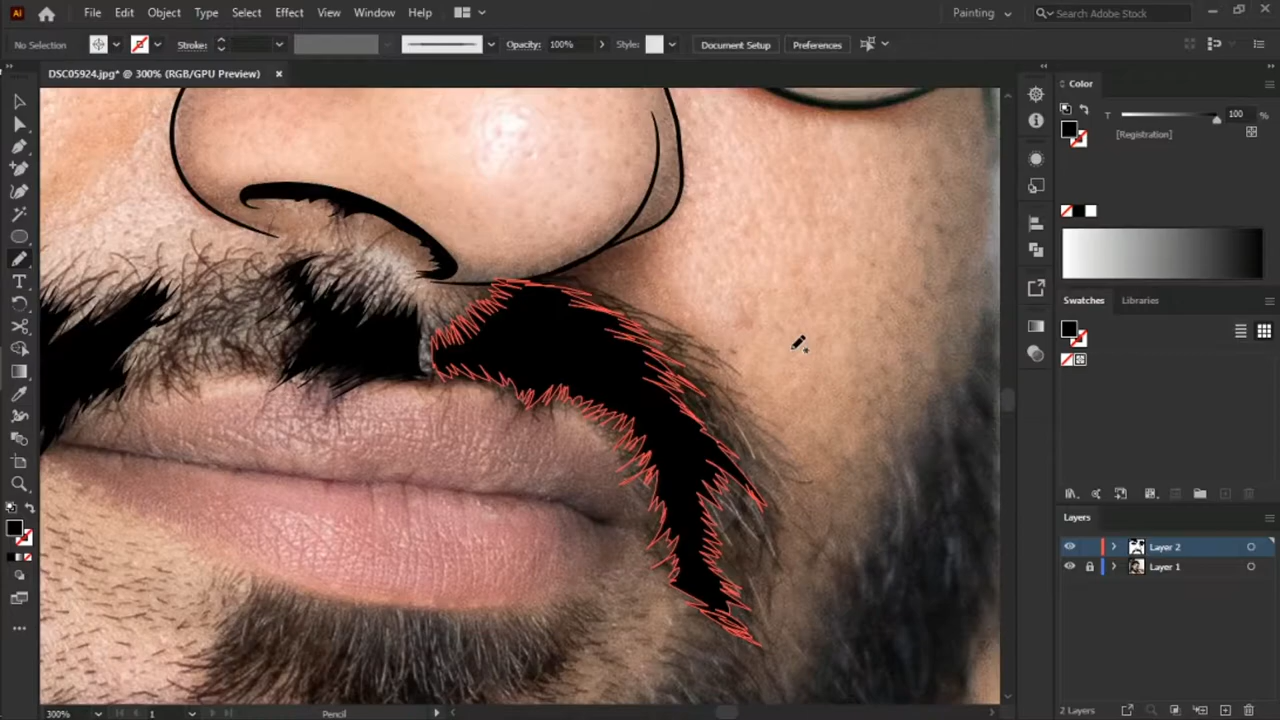 Ai File Edit Object Type Select Effect View Window Help Painting Search Adobe Stock
No Selection Stroke: Opacity: 100% Style: Document Setup Preferences
DSC05924.jpg* @ 300% (RGB/GPU Preview)
Color
T 100 %
[Registration]
Swatches Libraries
Layers
Layer 2
Layer 1
300% 1 Pencil 2 Layers